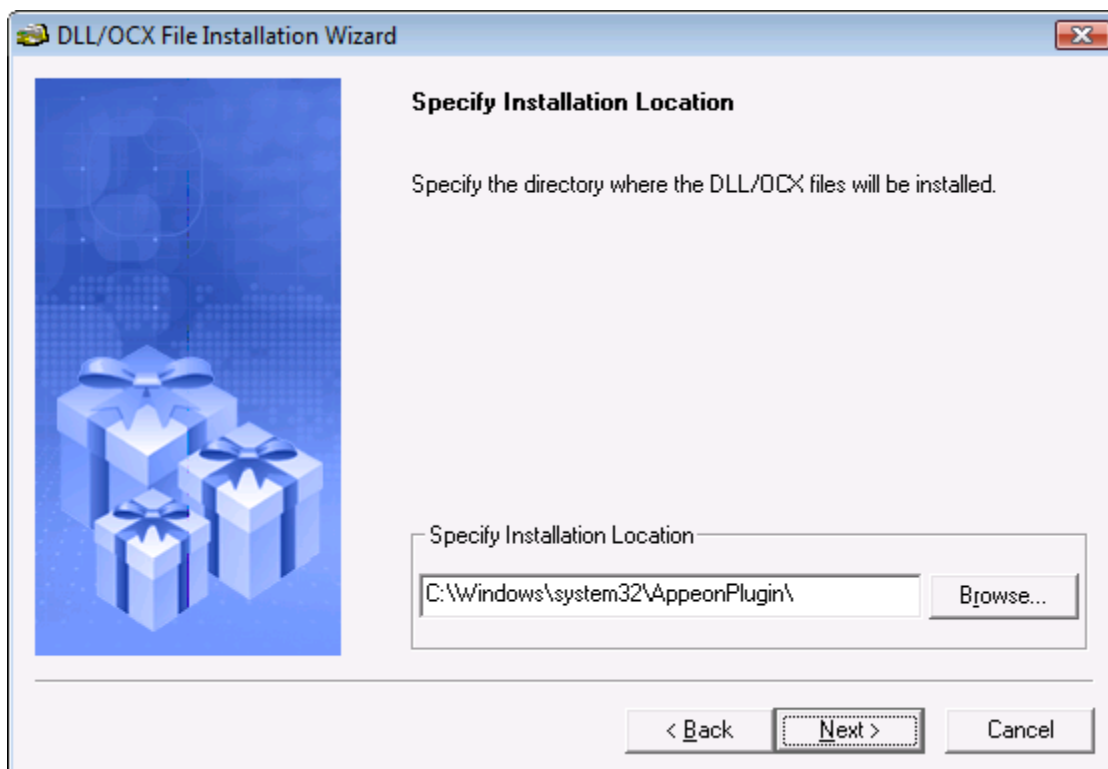 DLL/OCX File Installation Wizard
Specify Installation Location
Specify the directory where the DLL/OCX files will be installed.
Specify Installation Location
C:\Windows\system32\AppeonPlugin\
Browse...
< Back
Next >
Cancel